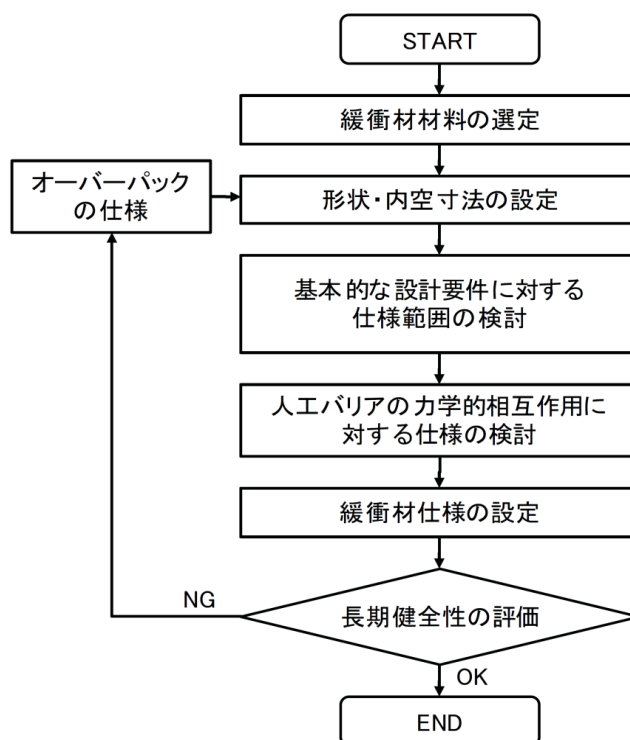 START
緩衝材材料の選定
オーバーパック
の仕様
形状・内空寸法の設定
基本的な設計要件に対する
仕様範囲の検討
人工バリアの力学的相互作用に
対する仕様の検討
緩衝材仕様の設定
NG
長期健全性の評価
OK
END